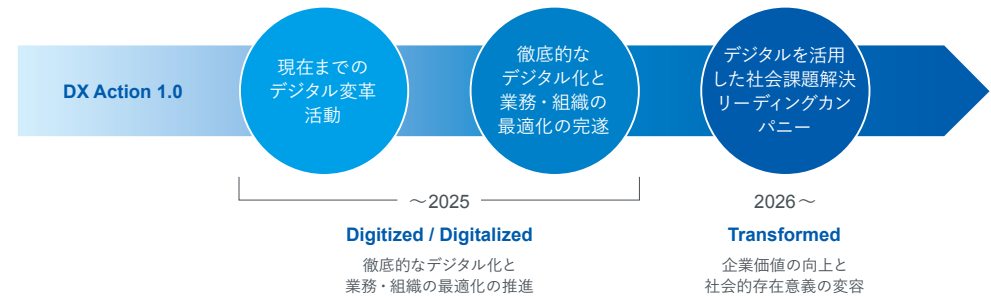 DX Action 1.0
現在までの
デジタル変革
活動
徹底的な
デジタル化と
業務・組織の
最適化の完遂
デジタルを活用
した社会課題解決
リーディングカン
パニー
～2025
Digitized / Digitalized
徹底的なデジタル化と
業務・組織の最適化の推進
2026～
Transformed
企業価値の向上と
社会的存在意義の変容